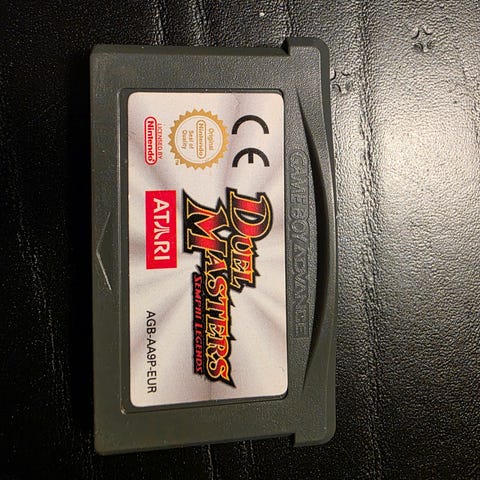 GAME BOY ADVANCE
CE
Original
Nintendo
Seal of
Quality
LICENSED BY
Nintendo
DUEL
MASTERS
SEMPAI LEGENDS
ATARI
AGB-AA9P-EUR